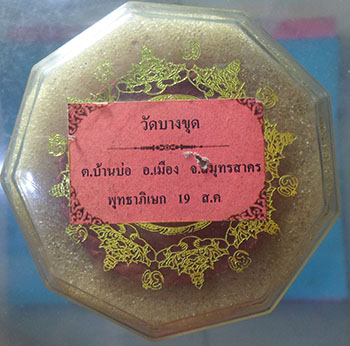 วัดบางขุด
ต.บ้านบ่อ อ.เมือง จ.สมุทรสาคร
พุทธาภิเษก 19 ส.ค